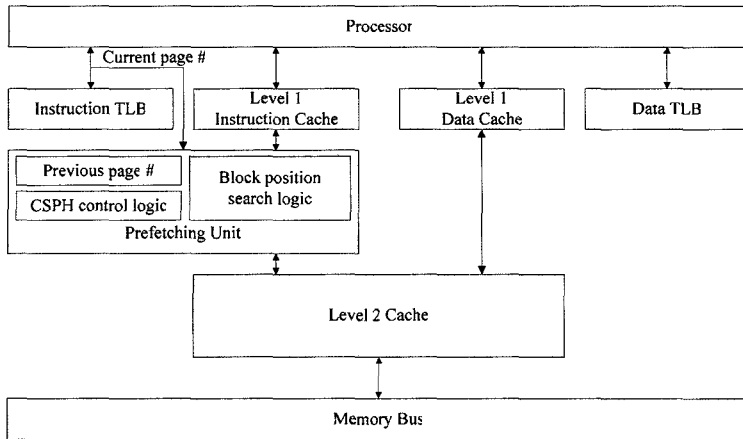 Processor
Current page #
Instruction TLB
Level 1
Instruction Cache
Level 1
Data Cache
Data TLB
Previous page #
CSPH control logic
Block position
search logic
Prefetching Unit
Level 2 Cache
Memory Bus